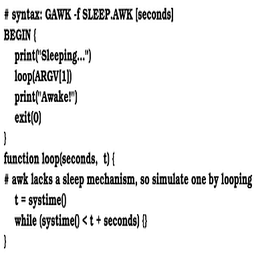 # syntax: GAWK -f SLEEP.AWK [seconds]
BEGIN {
    print("Sleeping...")
    loop(ARGV[1])
    print("Awake!")
    exit(0)
}
function loop(seconds,  t) {
# awk lacks a sleep mechanism, so simulate one by looping
    t = systime()
    while (systime() < t + seconds) {}
}